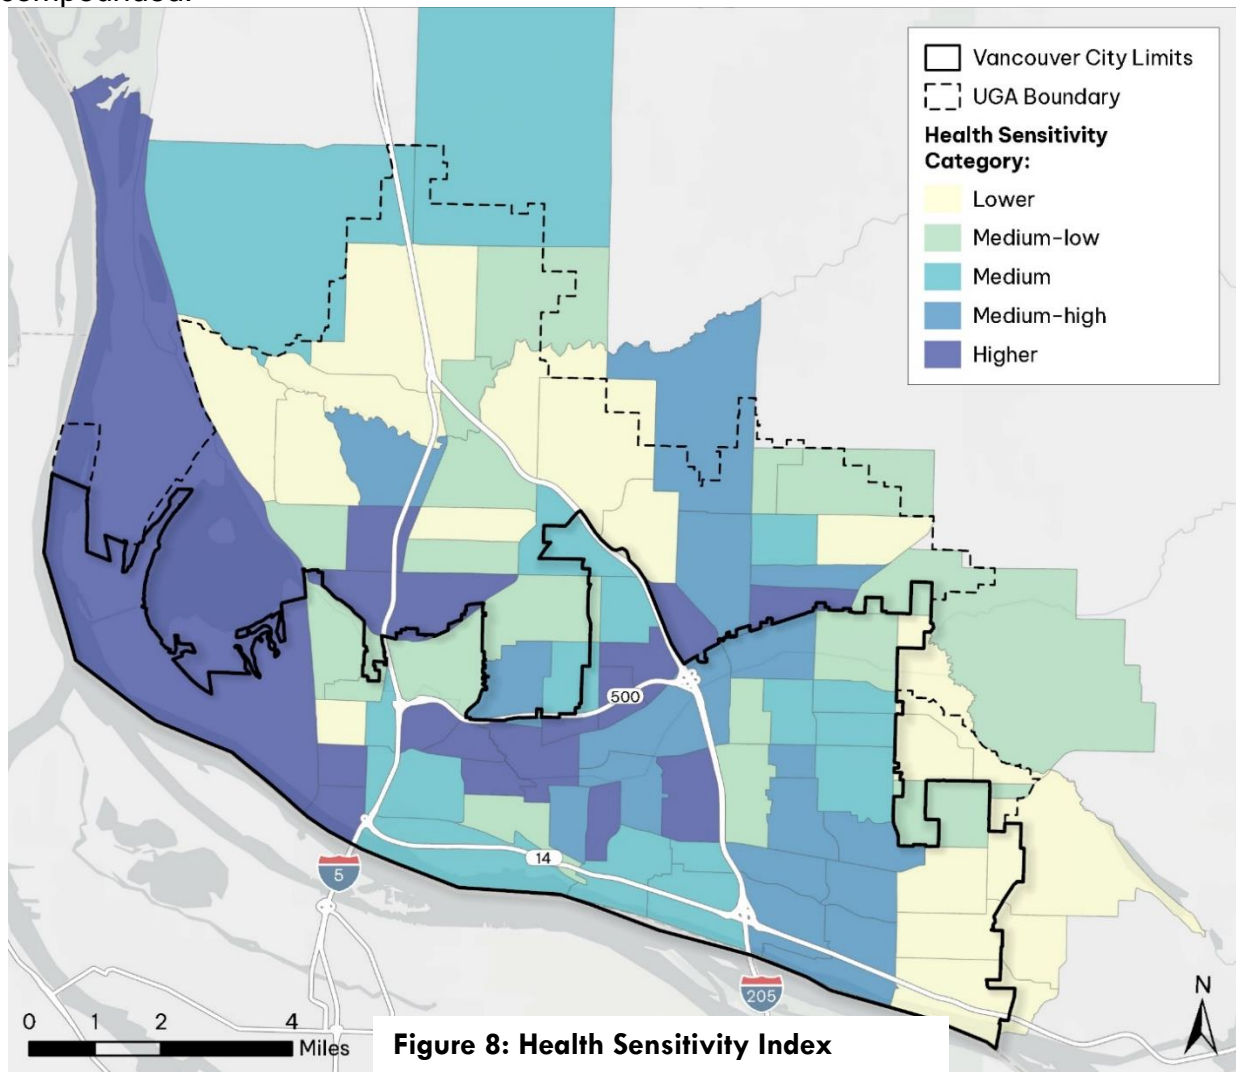 compounded.
Vancouver City Limits
UGA Boundary
Health Sensitivity
Category:
Lower
Medium-low
Medium
Medium-high
Higher
500
14
5
205
N
0 1 2 4
Miles
Figure 8: Health Sensitivity Index